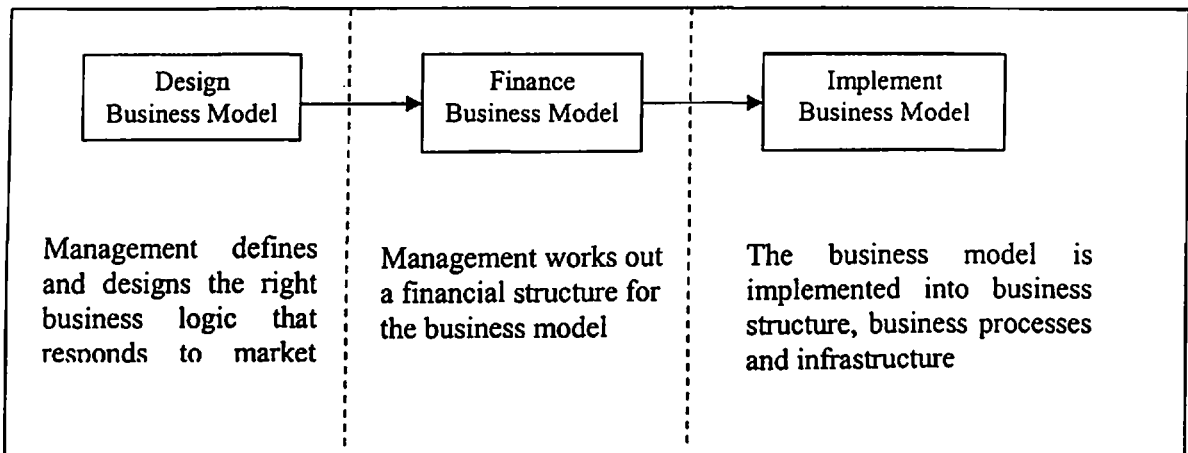 Design
Business Model
Finance
Business Model
Implement
Business Model
Management defines
and designs the right
business logic that
responds to market
Management works out
a financial structure for
the business model
The business model is
implemented into business
structure, business processes
and infrastructure